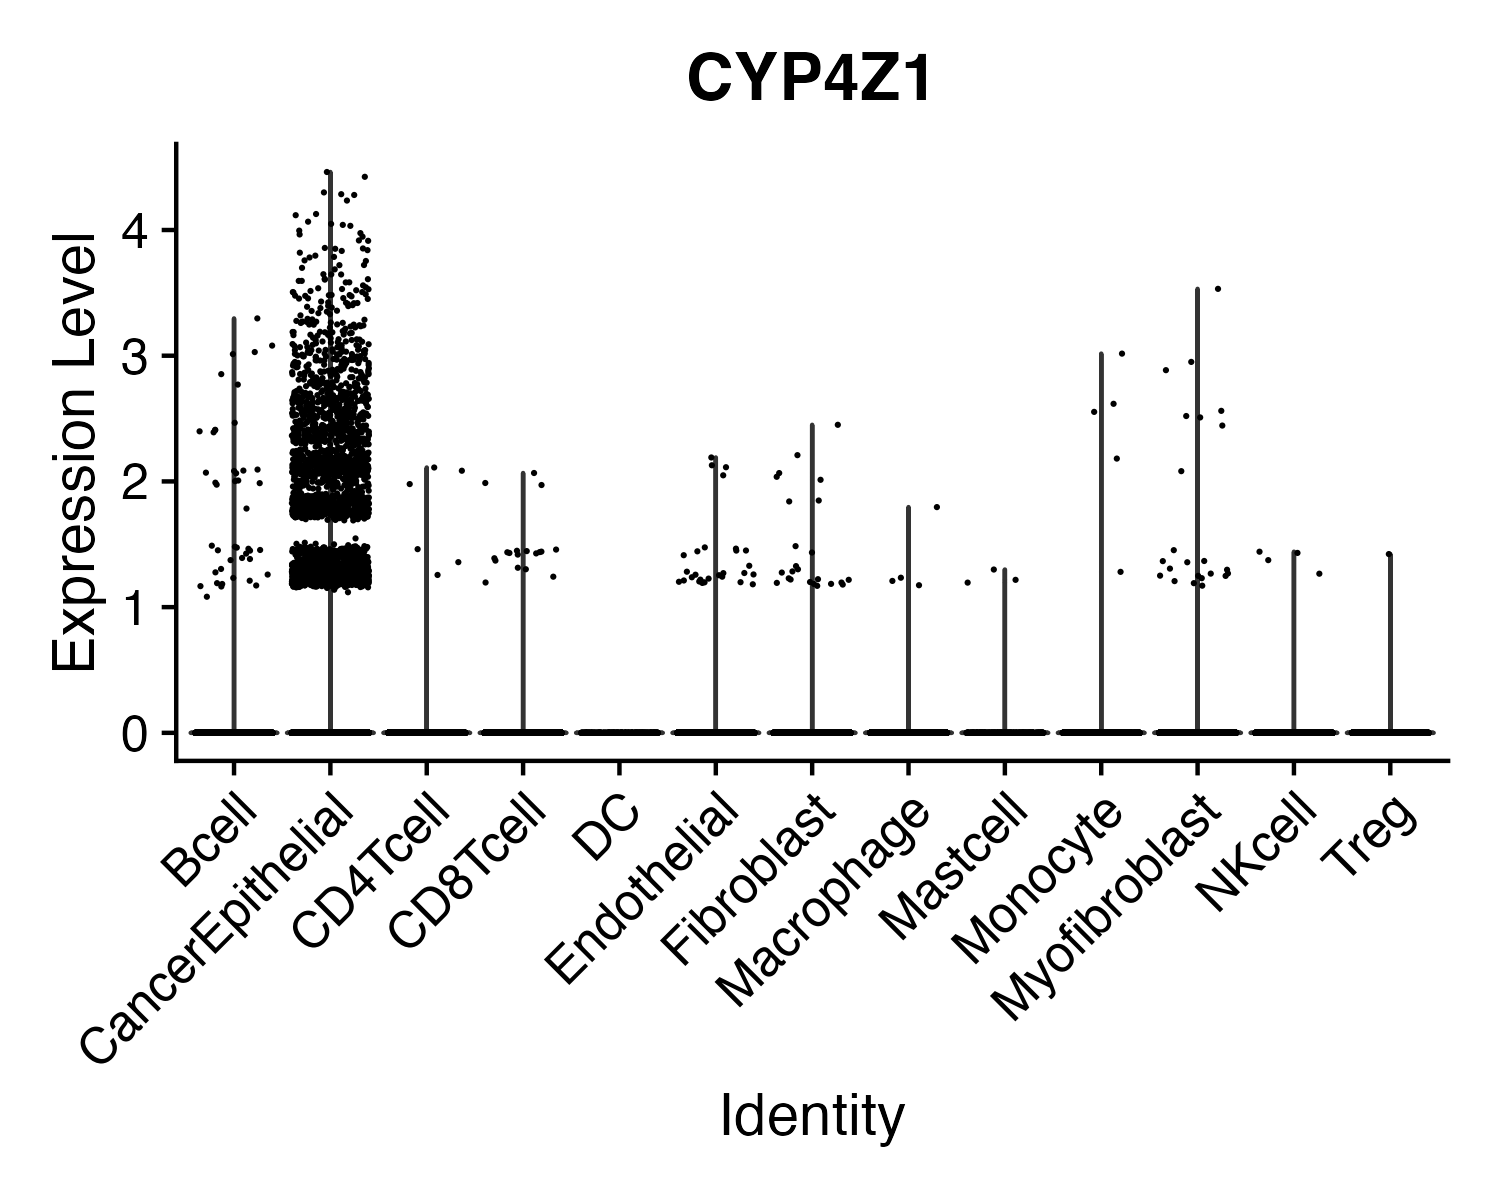 CYP4Z1
Expression Level
4
3
2
1
0
Bcell
CancerEpithelial
CD4Tcell
CD8Tcell
DC
Endothelial
Fibroblast
Macrophage
Mastcell
Monocyte
Myofibroblast
NKcell
Treg
Identity